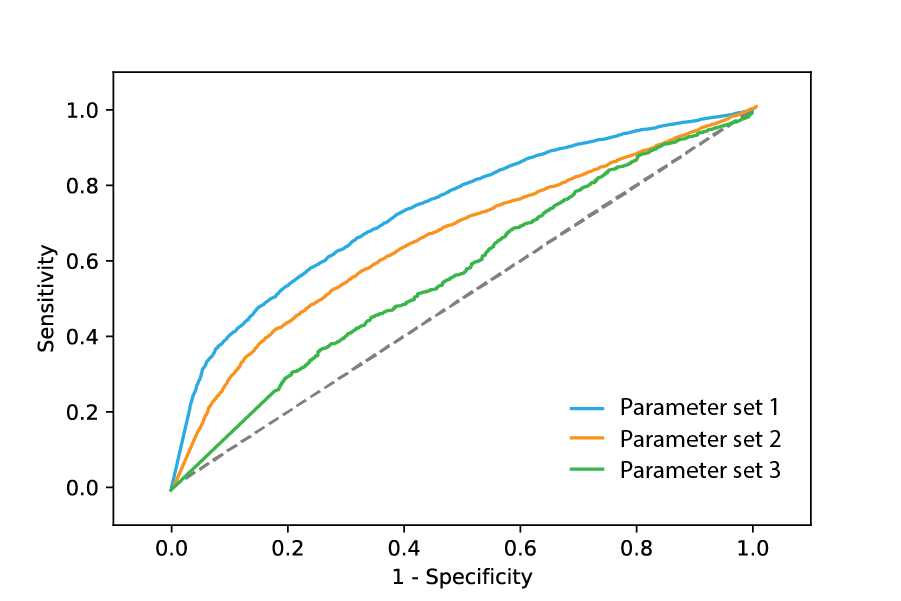 1.0
0.8
0.6
0.4
0.2
0.0
Sensitivity
Parameter set 1
Parameter set 2
Parameter set 3
0.0 0.2 0.4 0.6 0.8 1.0
1 - Specificity